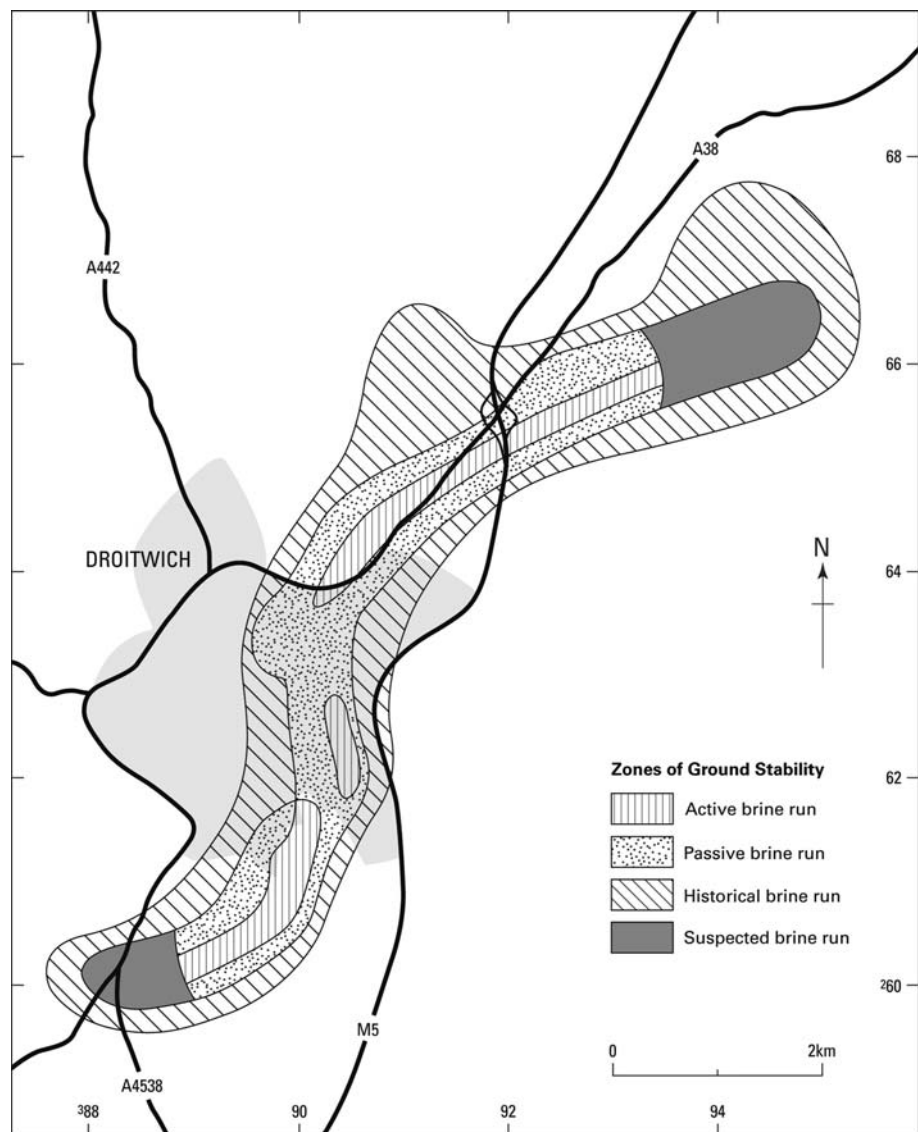 A38
68
A442
66
N
DROITWICH
64
Zones of Ground Stability
62
Active brine run
Passive brine run
Historical brine run
Suspected brine run
²60
M5
0 2km
A4538
³88 90 92 94